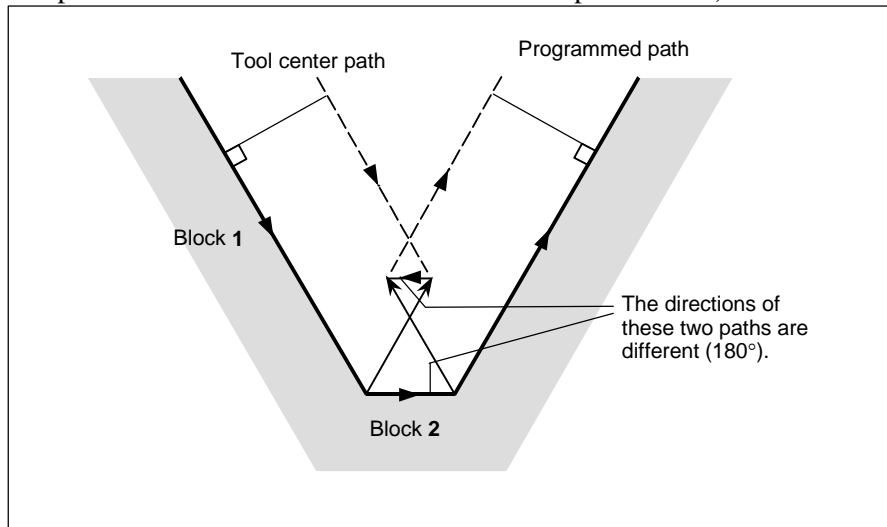 Tool center path
Programmed path
Block 1
The directions of
these two paths are
different (180°).
Block 2